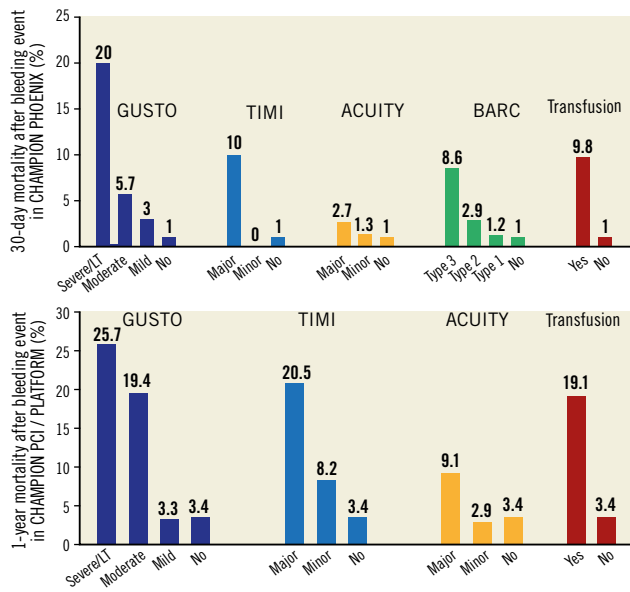 30-day mortality after bleeding event
in CHAMPION PHOENIX (%)
25
20
15
10
5
0
GUSTO
TIMI
ACUITY
BARC
Transfusion
20
5.7
3
1
10
0
1
2.7
1.3
1
8.6
2.9
1.2
1
9.8
1
Severe/LT
Moderate
Mild
No
Major
Minor
No
Major
Minor
No
Type 3
Type 2
Type 1
No
Yes
No
1-year mortality after bleeding event
in CHAMPION PCI / PLATFORM (%)
30
25
20
15
10
5
0
GUSTO
TIMI
ACUITY
Transfusion
25.7
19.4
3.3
3.4
20.5
8.2
3.4
9.1
2.9
3.4
19.1
3.4
Severe/LT
Moderate
Mild
No
Major
Minor
No
Major
Minor
No
Yes
No